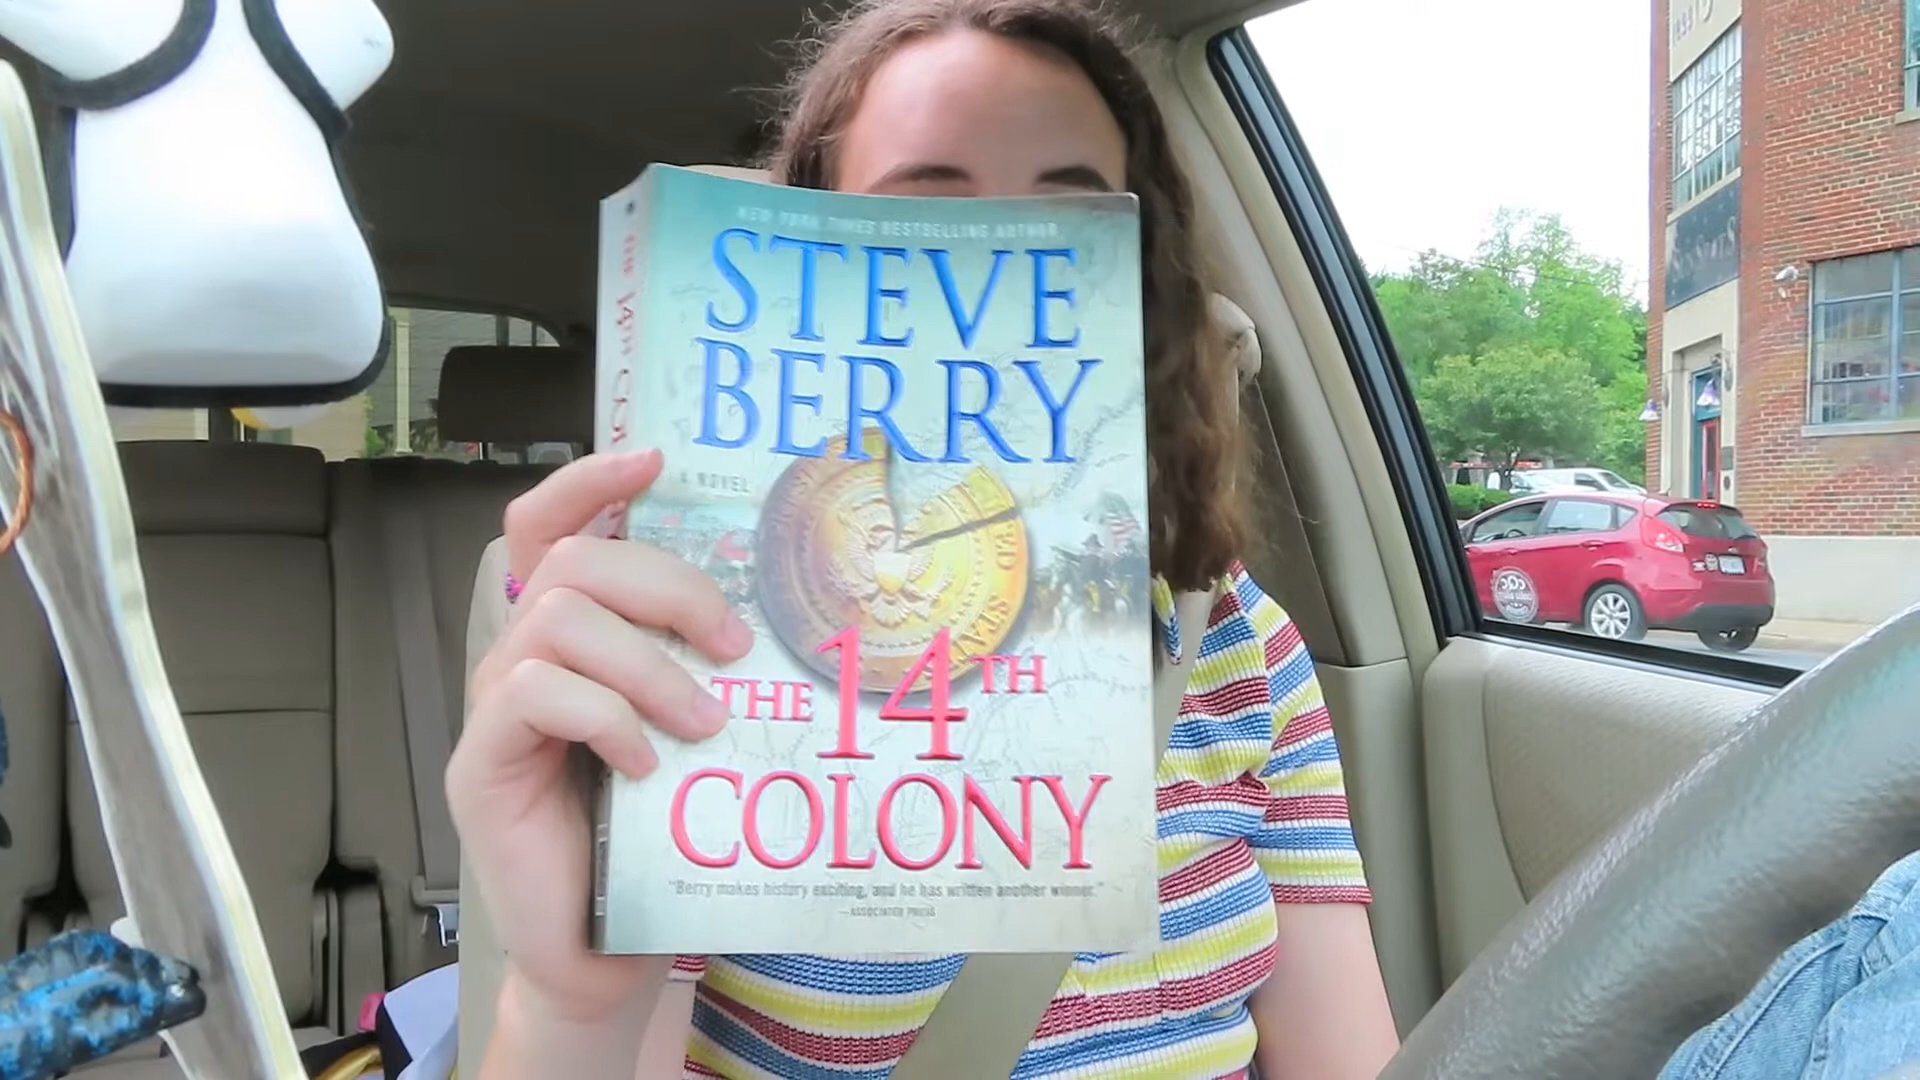 NEW YORK TIMES BESTSELLING AUTHOR
STEVE
BERRY
A NOVEL
THE 14TH
COLONY
"Berry makes history exciting, and he has written another winner."
—ASSOCIATED PRESS
THE 14TH COLONY